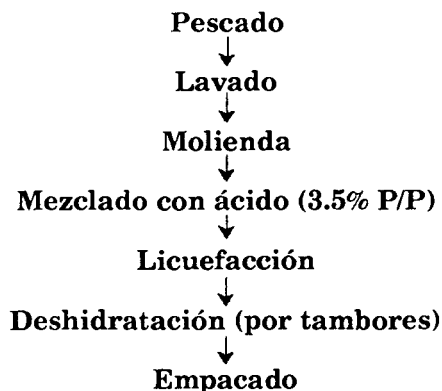 Pescado
Lavado
Molienda
Mezclado con ácido (3.5% P/P)
Licuefacción
Deshidratación (por tambores)
Empacado